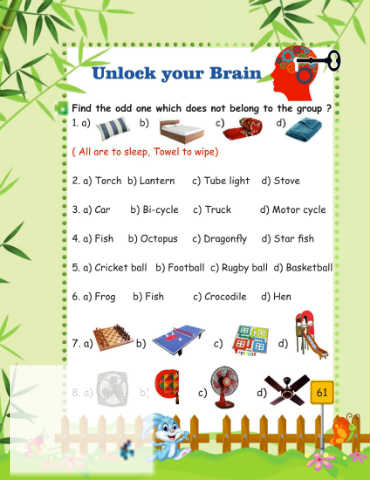 Unlock your Brain
Find the odd one which does not belong to the group ?
1. a) b) c) d)
( All are to sleep, Towel to wipe)
2. a) Torch b) Lantern c) Tube light d) Stove
3. a) Car b) Bi-cycle c) Truck d) Motor cycle
4. a) Fish b) Octopus c) Dragonfly d) Star fish
5. a) Cricket ball b) Football c) Rugby ball d) Basketball
6. a) Frog b) Fish c) Crocodile d) Hen
7. a) b) c) d)
8. a) b) c) d)
61